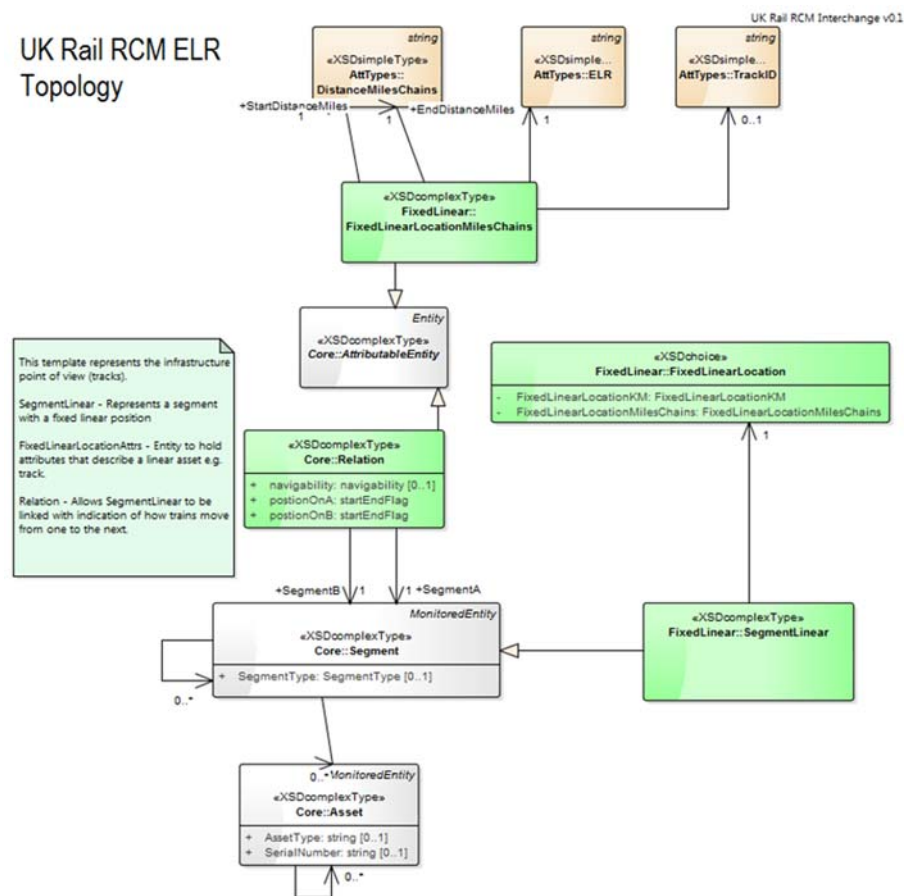 UK Rail RCM Interchange v0.1
UK Rail RCM ELR
Topology
string
«XSDsimpleType»
AttTypes::
DistanceMilesChains
string
«XSDsimple...
AttTypes::ELR
string
«XSDsimple...
AttTypes::TrackID
+StartDistanceMiles
1
1
+EndDistanceMiles
1
0..1
«XSDcomplexType»
FixedLinear::
FixedLinearLocationMilesChains
Entity
«XSDcomplexType»
Core::AttributableEntity
This template represents the infrastructure
point of view (tracks).
SegmentLinear - Represents a segment
with a fixed linear position
FixedLinearLocationAttrs - Entity to hold
attributes that describe a linear asset e.g.
track.
Relation - Allows SegmentLinear to be
linked with indication of how trains move
from one to the next.
«XSDchoice»
FixedLinear::FixedLinearLocation
- FixedLinearLocationKM: FixedLinearLocationKM
- FixedLinearLocationMilesChains: FixedLinearLocationMilesChains
1
«XSDcomplexType»
Core::Relation
+ navigability: navigability [0..1]
+ postionOnA: startEndFlag
+ postionOnB: startEndFlag
+SegmentB
1
1
+SegmentA
MonitoredEntity
«XSDcomplexType»
Core::Segment
+ SegmentType: SegmentType [0..1]
0..*
«XSDcomplexType»
FixedLinear::SegmentLinear
0..*
MonitoredEntity
«XSDcomplexType»
Core::Asset
+ AssetType: string [0..1]
+ SerialNumber: string [0..1]
0..*